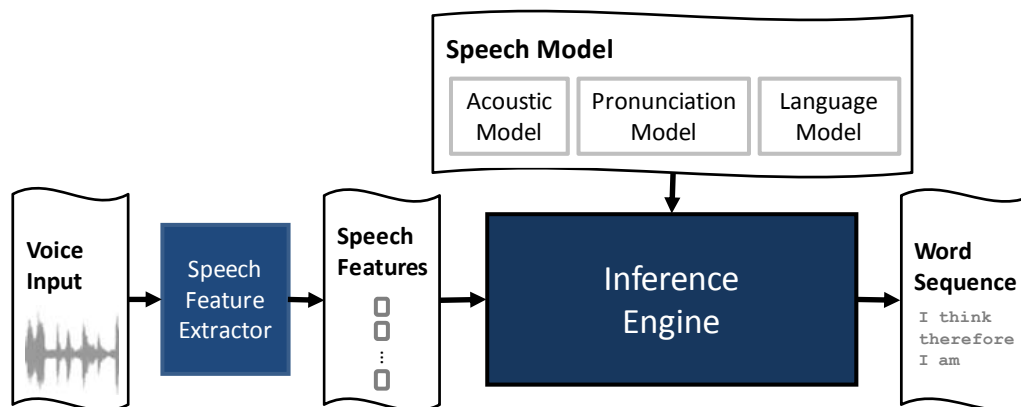 Speech Model
Acoustic
Model
Pronunciation
Model
Language
Model
Voice
Input
Speech
Feature
Extractor
Speech
Features
...
Inference
Engine
Word
Sequence
I think
therefore
I am